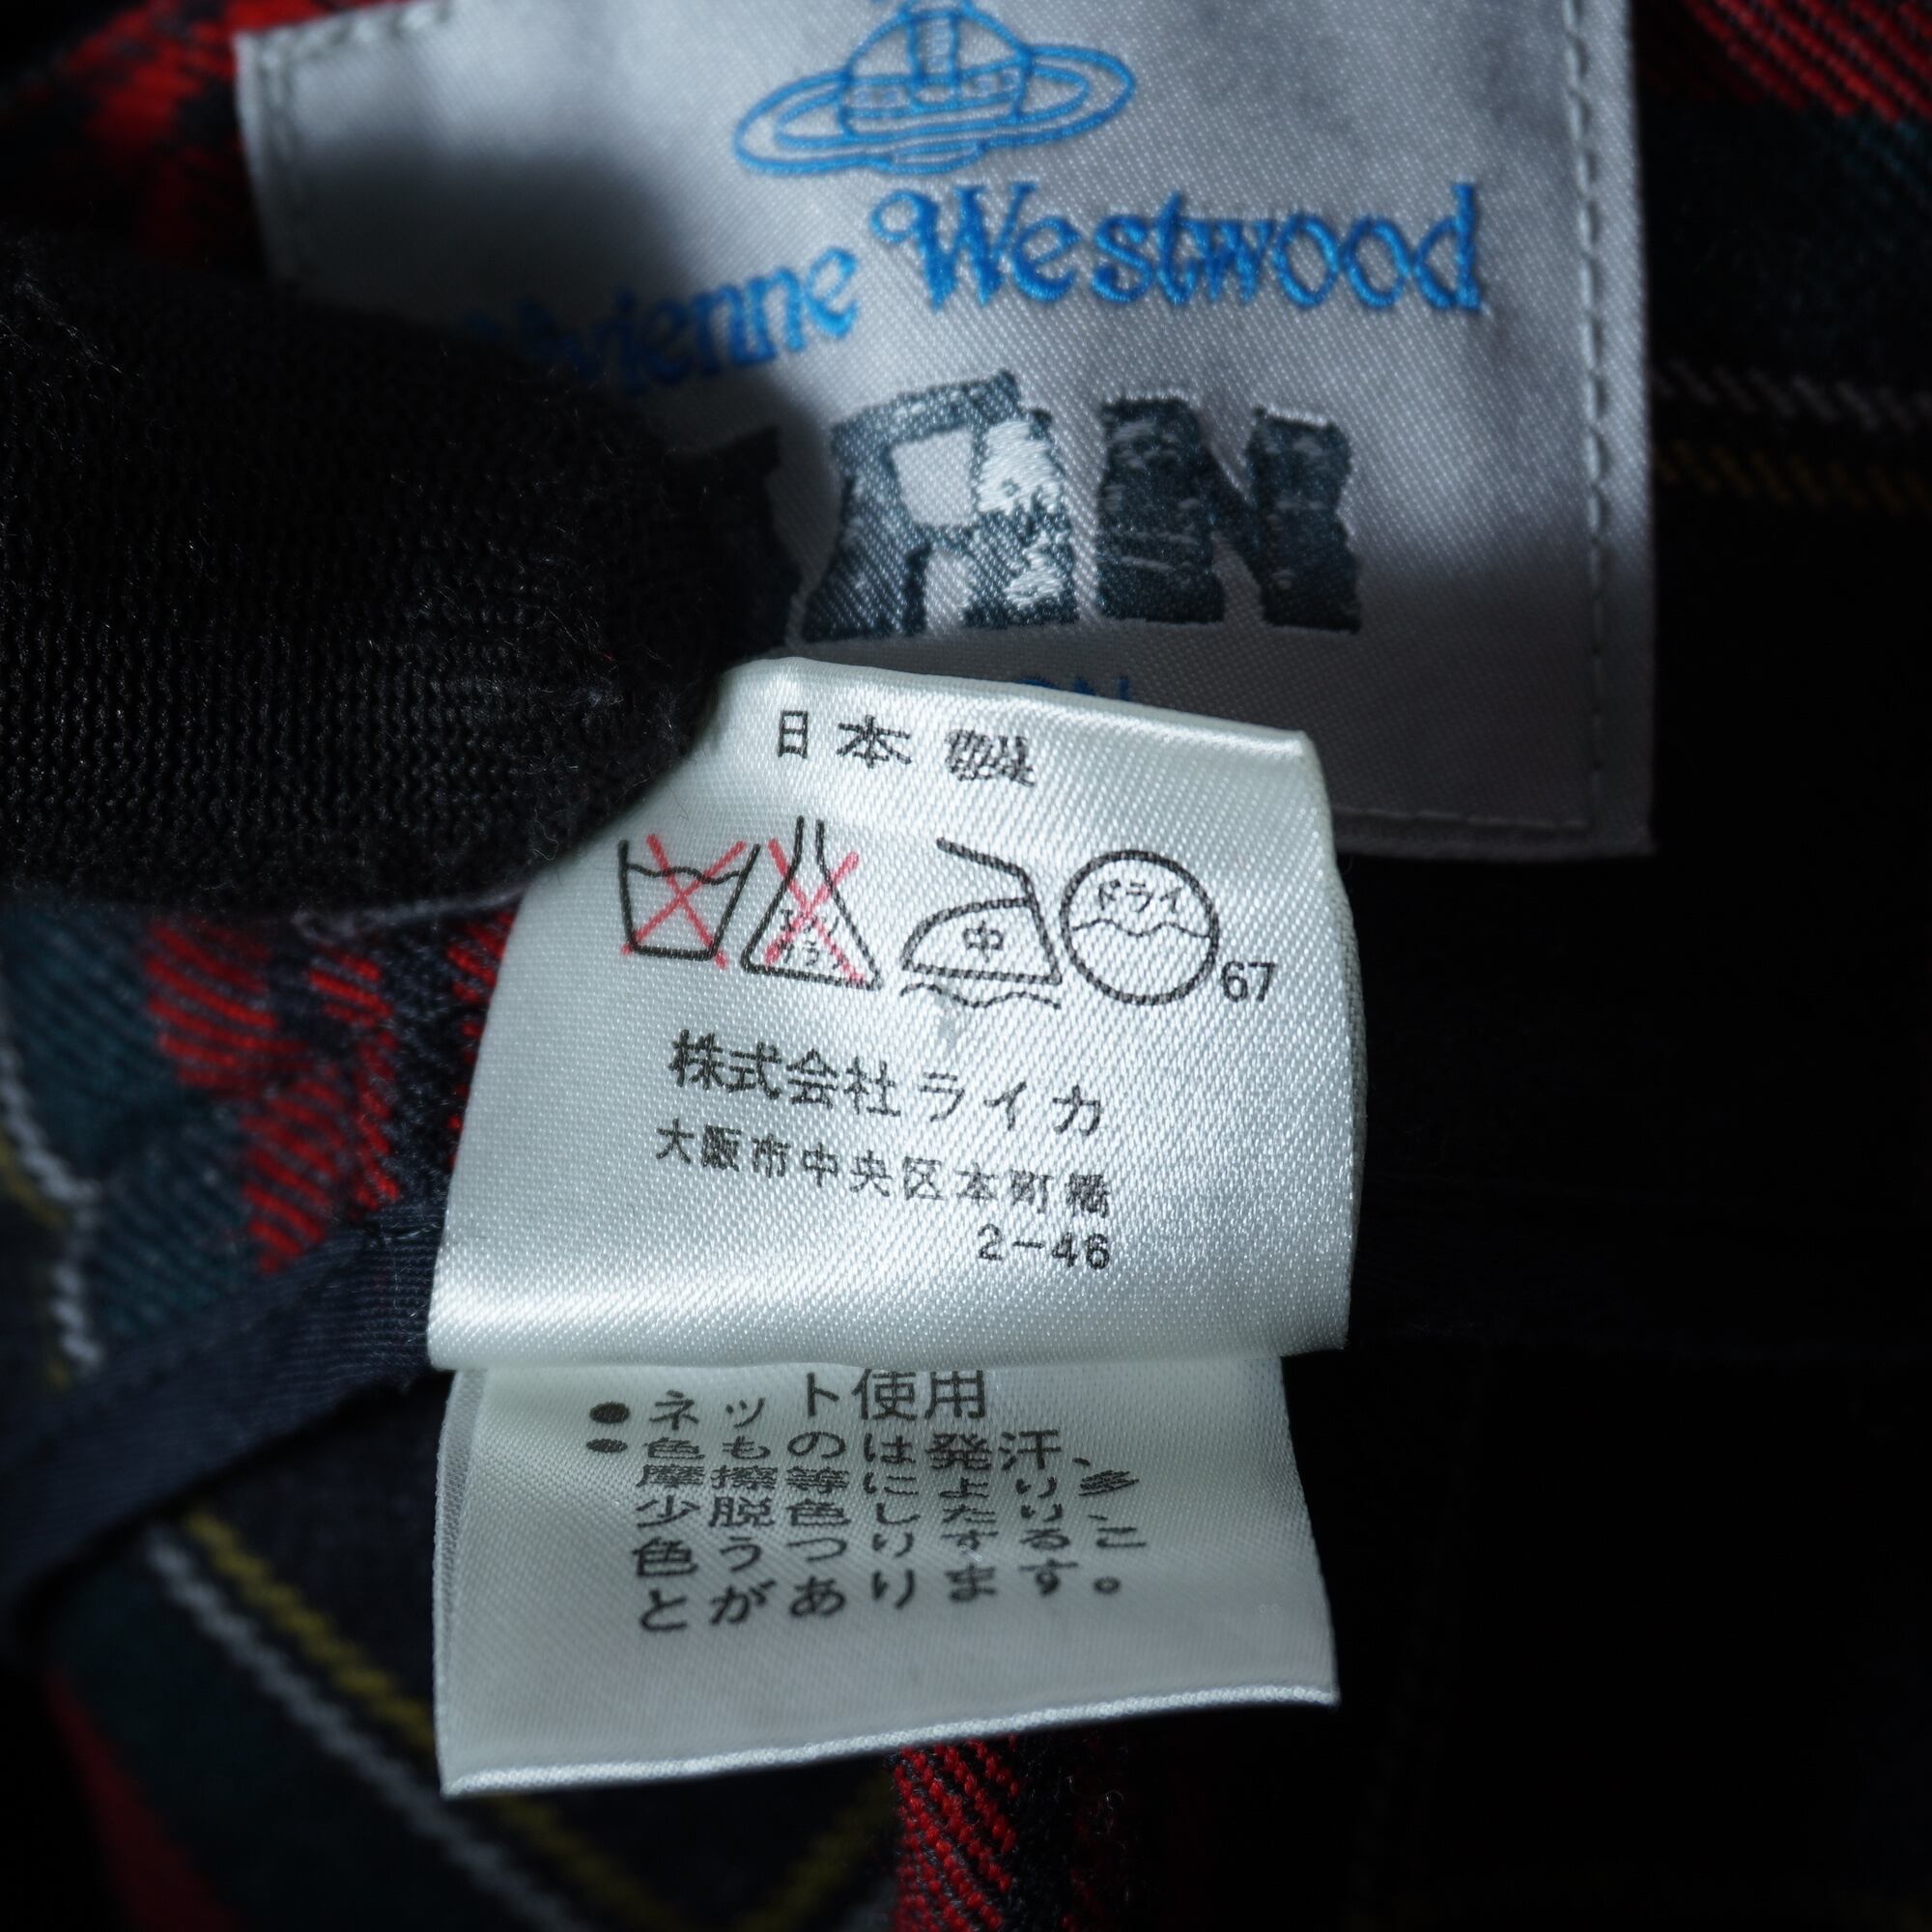 Vivienne Westwood
日本製
中
ドライ
67
株式会社ライカ
大阪市中央区本町橋
2-46
●ネット使用
●色ものは発汗、
摩擦等により多
少脱色したり、
色うつりするこ
とがあります。